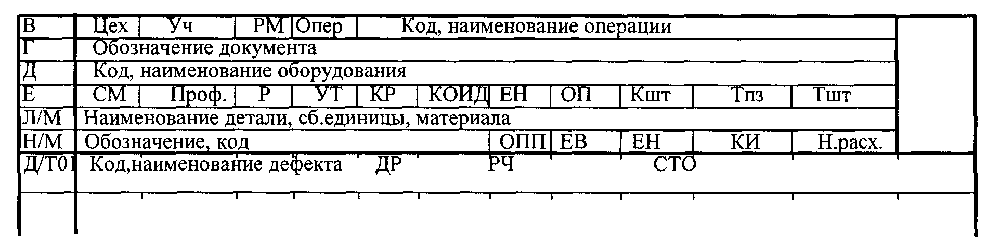 В Цех Уч РМ Опер Код, наименование операции
Г Обозначение документа
Д Код, наименование оборудования
Е СМ Проф. Р УТ КР КОИД ЕН ОП Кшт Тпз Тшт
Л/М Наименование детали, сб.единицы, материала
Н/М Обозначение, код ОПП ЕВ ЕН КИ Н.расх.
Д/Т01 Код,наименование дефекта ДР РЧ СТО